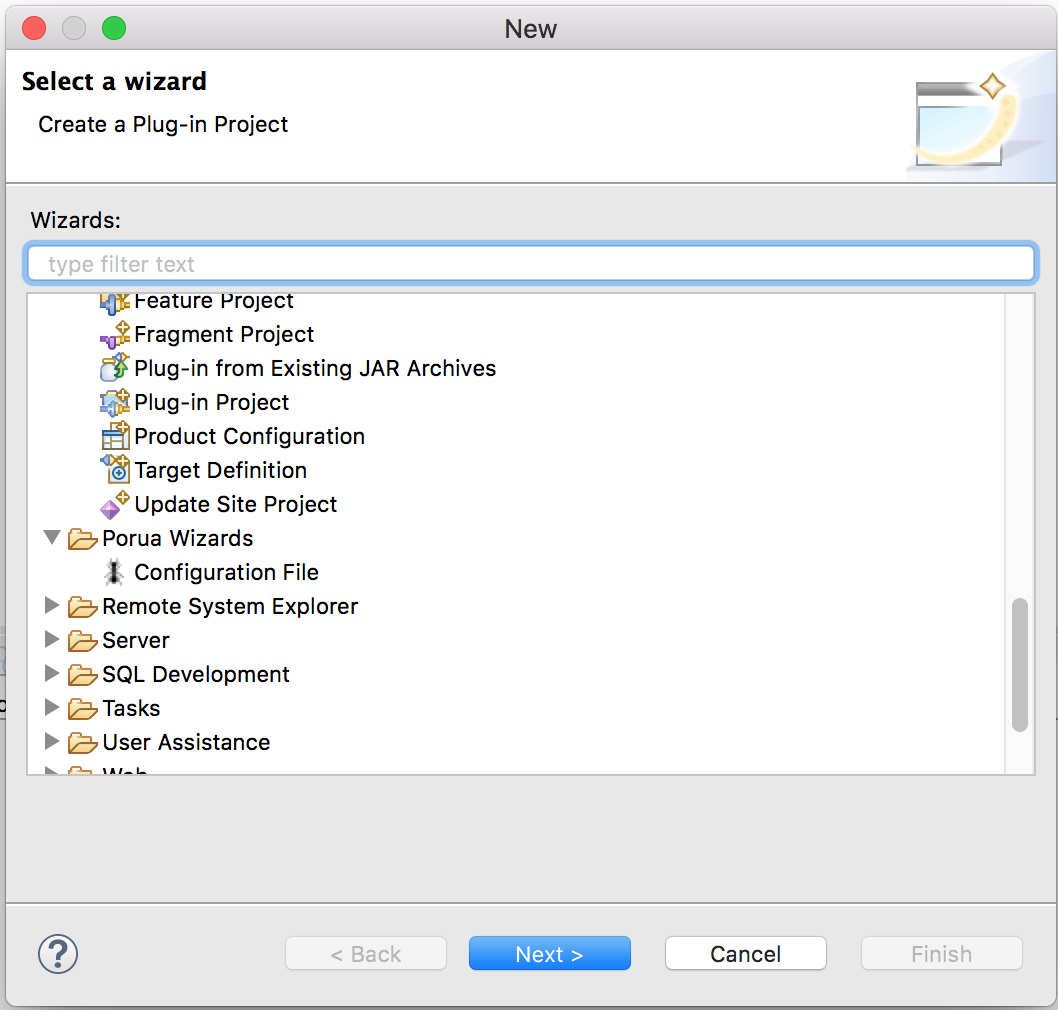 New
Select a wizard
Create a Plug-in Project
Wizards:
type filter text
Feature Project
Fragment Project
Plug-in from Existing JAR Archives
Plug-in Project
Product Configuration
Target Definition
Update Site Project
Porua Wizards
Configuration File
Remote System Explorer
Server
SQL Development
Tasks
User Assistance
Web
?
< Back
Next >
Cancel
Finish